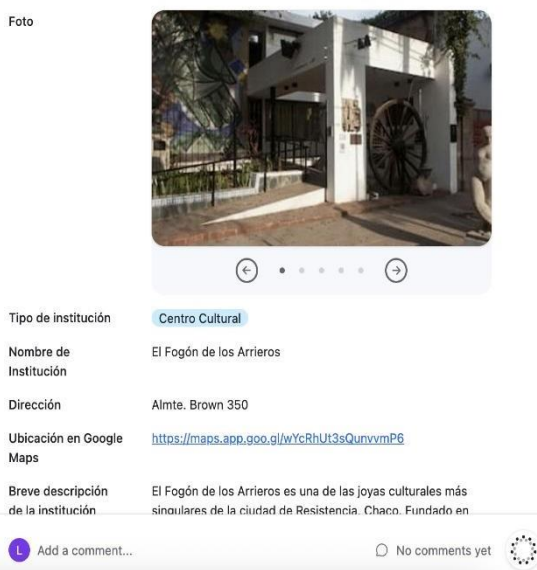 Foto
Tipo de institución
Centro Cultural
Nombre de
Institución
El Fogón de los Arrieros
Dirección
Almte. Brown 350
Ubicación en Google
Maps
https://maps.app.goo.gl/wYcRhUt3sQunvvmP6
Breve descripción
de la institución
El Fogón de los Arrieros es una de las joyas culturales más
singulares de la ciudad de Resistencia, Chaco. Fundado en
L
Add a comment...
No comments yet